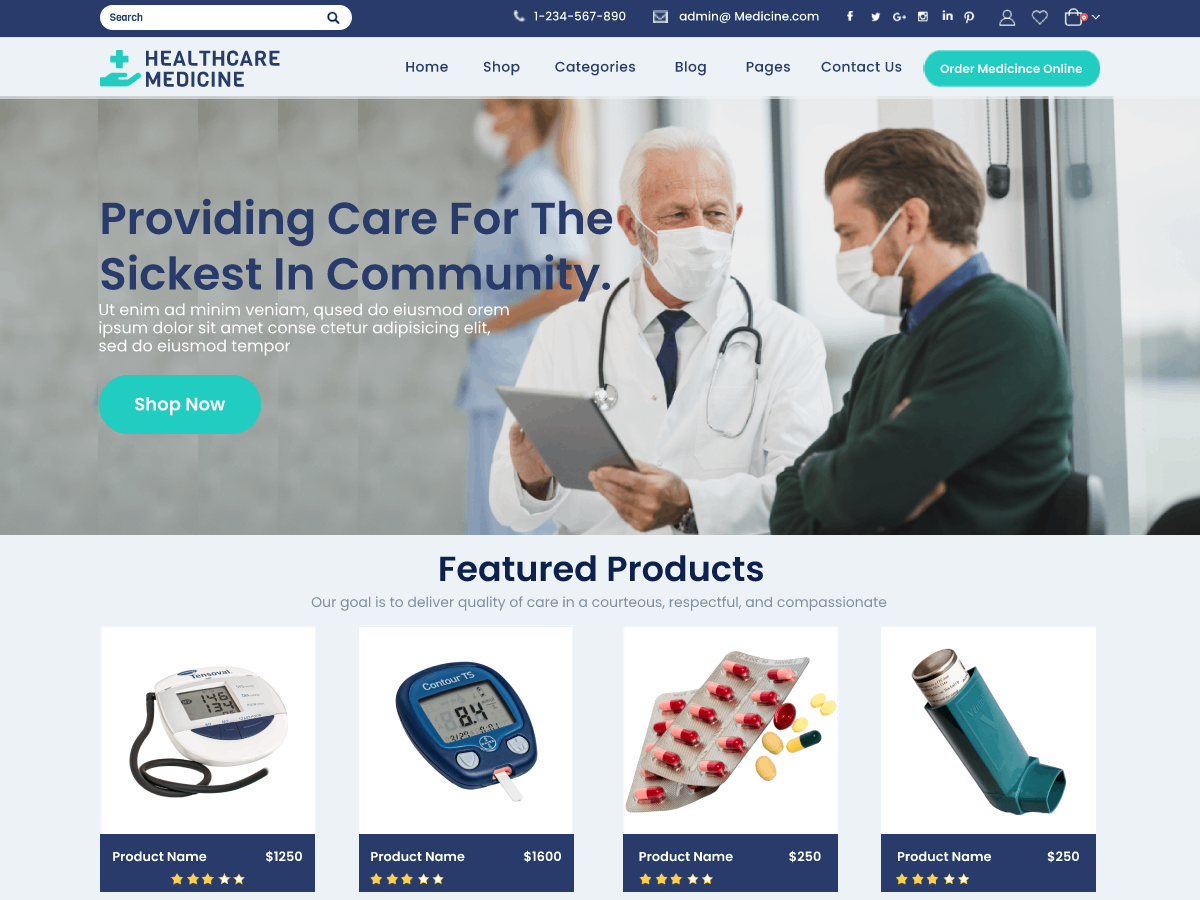 Search
1-234-567-890
admin@ Medicine.com
HEALTHCARE
MEDICINE
Home
Shop
Categories
Blog
Pages
Contact Us
Order Medicince Online
Providing Care For The
Sickest In Community.
Ut enim ad minim veniam, qused do eiusmod orem
ipsum dolor sit amet conse ctetur adipisicing elit,
sed do eiusmod tempor
Shop Now
Featured Products
Our goal is to deliver quality of care in a courteous, respectful, and compassionate
Tensoval
146
134
Contour TS
8.4
Product Name $1250
Product Name $1600
Product Name $250
Product Name $250